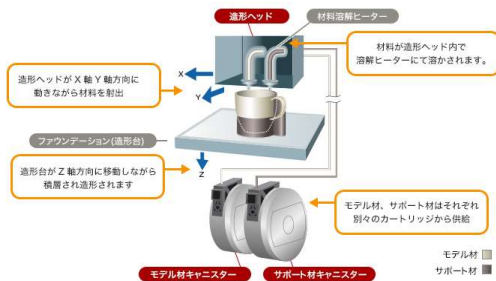 造形ヘッド
材料溶解ヒーター
材料が造形ヘッド内で
溶解ヒーターにて溶かされます。
造形ヘッドが X 軸 Y 軸方向に
動きながら材料を射出
X
Y
ファウンデーション(造形台)
Z
造形台が Z 軸方向に移動しながら
積層され造形されます
モデル材、サポート材はそれぞれ
別々のカートリッジから供給
モデル材
サポート材
モデル材キャニスター
サポート材キャニスター